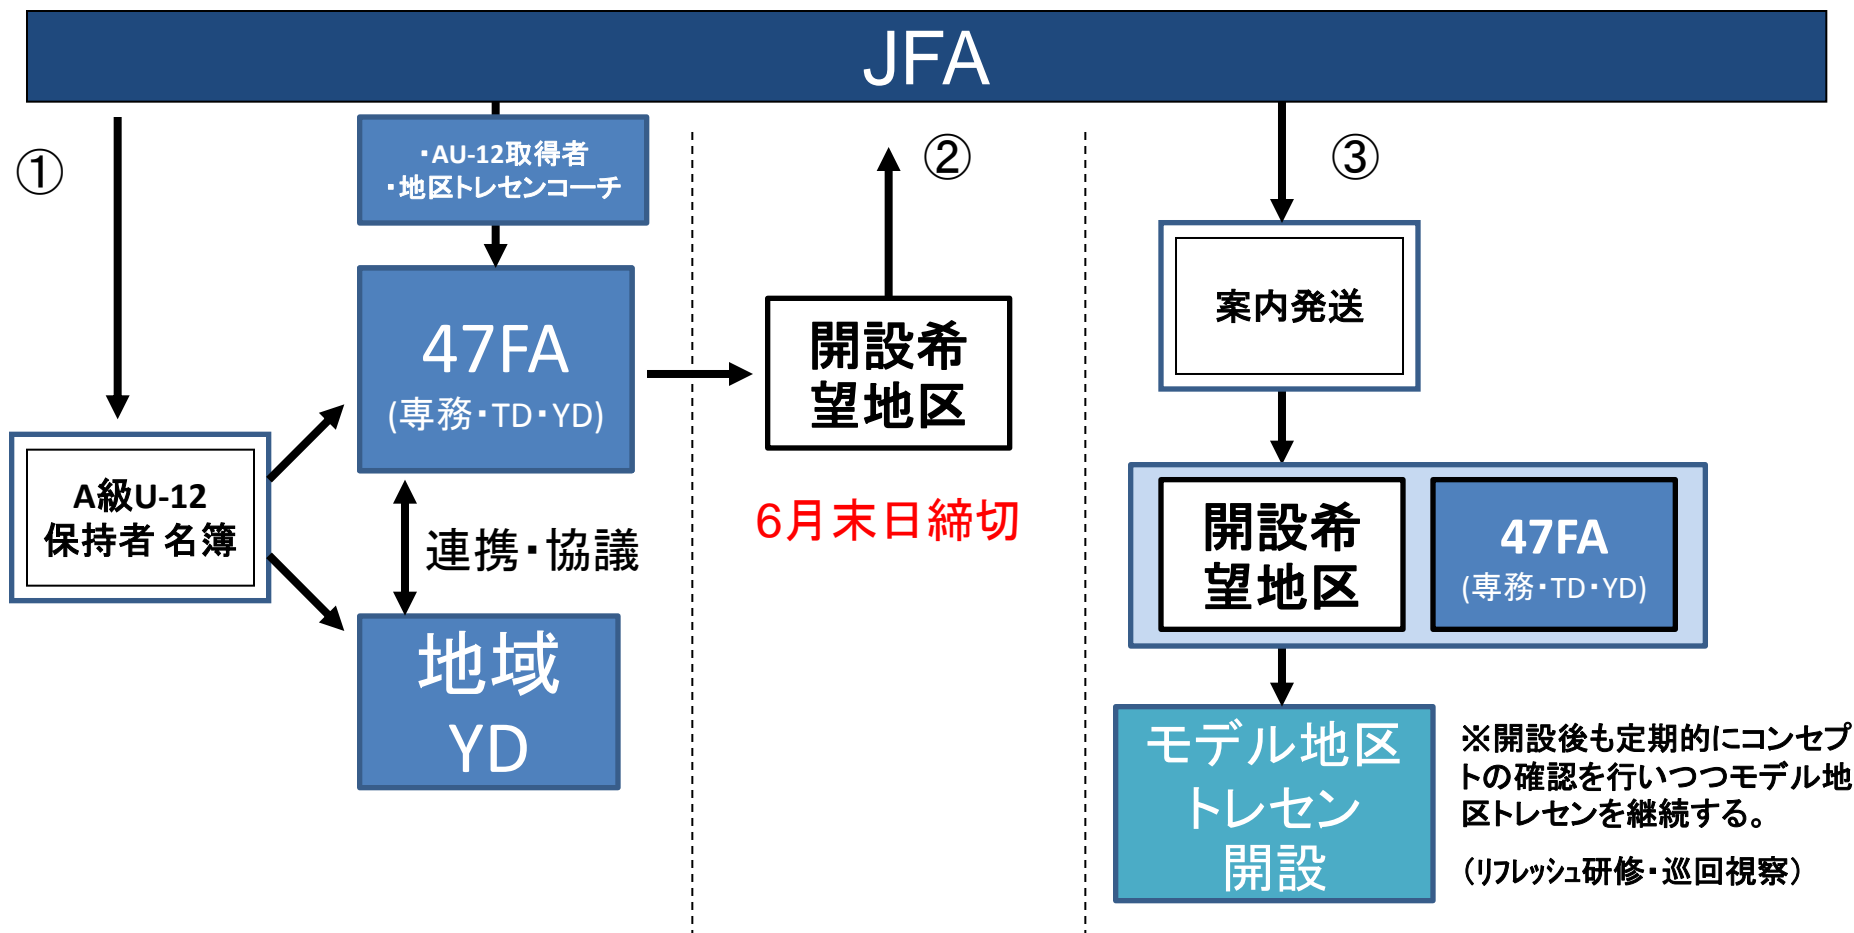 JFA
①
・AU-12取得者
・地区トレセンコーチ
47FA
(専務・TD・YD)
A級U-12
保持者 名簿
連携・協議
地域
YD
②
開設希
望地区
6月末日締切
③
案内発送
開設希
望地区
47FA
(専務・TD・YD)
モデル地区
トレセン
開設
※開設後も定期的にコンセプ
トの確認を行いつつモデル地
区トレセンを継続する。
（リフレッシュ研修・巡回視察）